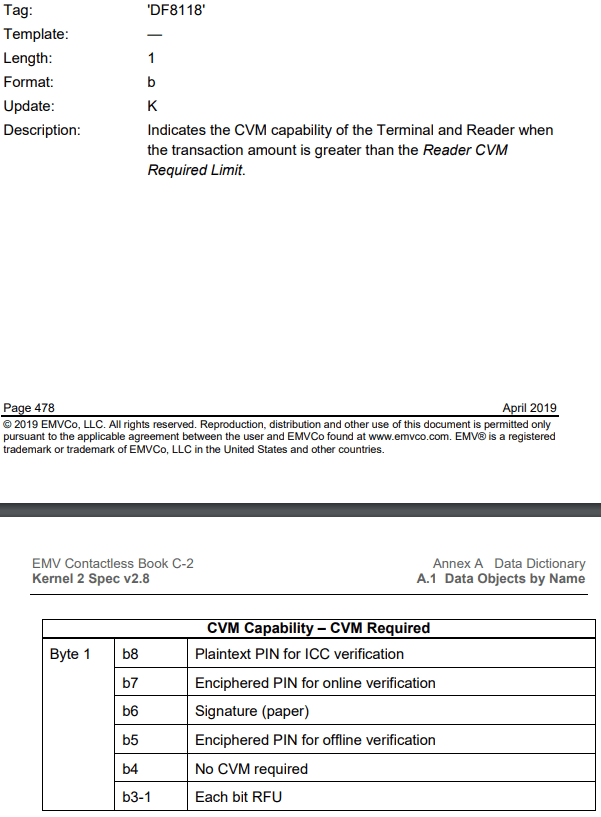 Tag: 'DF8118'
Template: —
Length: 1
Format: b
Update: K
Description: Indicates the CVM capability of the Terminal and Reader when
the transaction amount is greater than the Reader CVM
Required Limit.
Page 478 April 2019
© 2019 EMVCo, LLC. All rights reserved. Reproduction, distribution and other use of this document is permitted only
pursuant to the applicable agreement between the user and EMVCo found at www.emvco.com. EMV® is a registered
trademark or trademark of EMVCo, LLC in the United States and other countries.
EMV Contactless Book C-2 Annex A Data Dictionary
Kernel 2 Spec v2.8 A.1 Data Objects by Name
CVM Capability – CVM Required
Byte 1 b8 Plaintext PIN for ICC verification
b7 Enciphered PIN for online verification
b6 Signature (paper)
b5 Enciphered PIN for offline verification
b4 No CVM required
b3-1 Each bit RFU